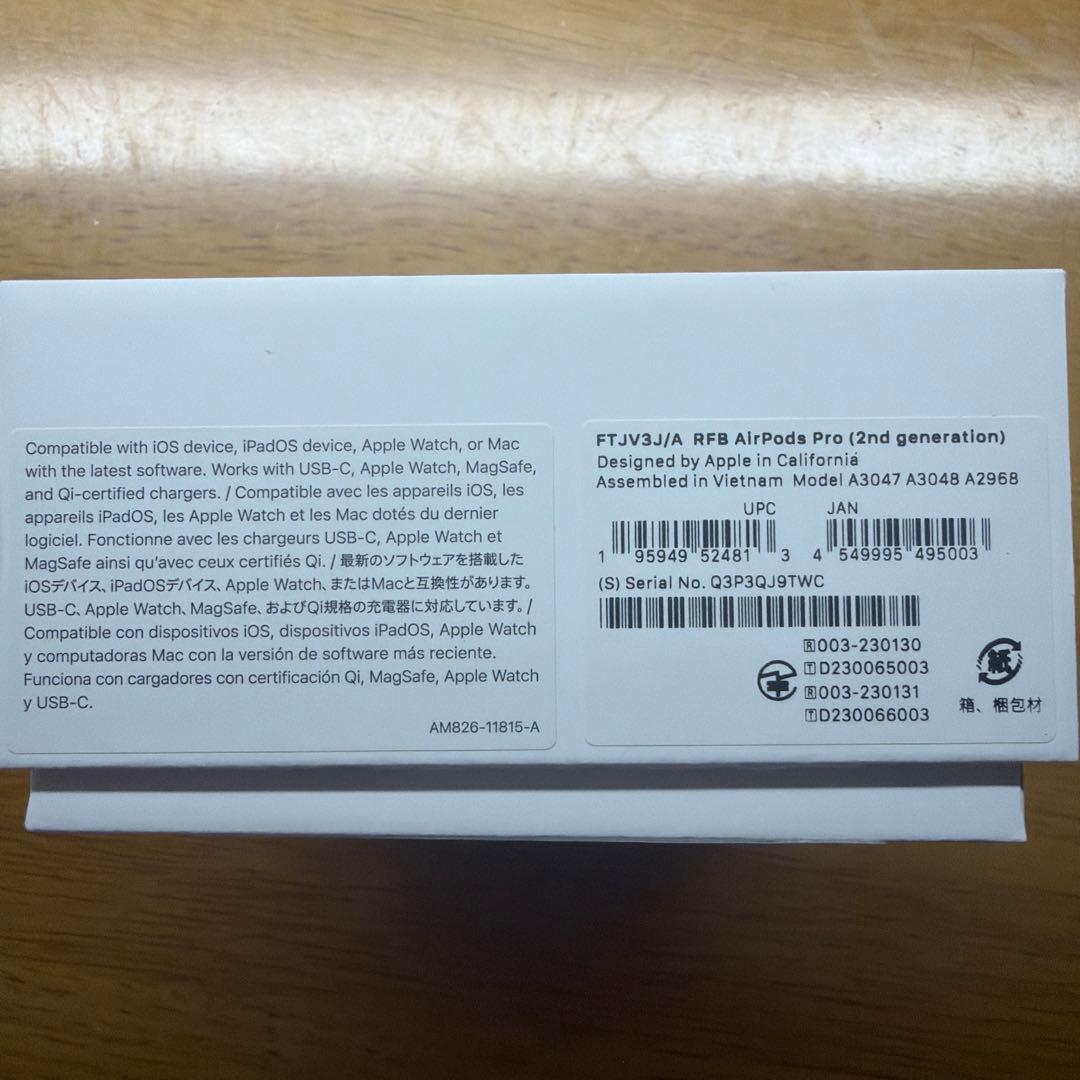 Compatible with iOS device, iPadOS device, Apple Watch, or Mac
with the latest software. Works with USB-C, Apple Watch, MagSafe,
and Qi-certified chargers. / Compatible avec les appareils iOS, les
appareils iPadOS, les Apple Watch et les Mac dotés du dernier
logiciel. Fonctionne avec les chargeurs USB-C, Apple Watch et
MagSafe ainsi qu'avec ceux certifiés Qi. / 最新のソフトウェアを搭載した
iOSデバイス、iPadOSデバイス、Apple Watch、またはMacと互換性があります。
USB-C、Apple Watch、MagSafe、およびQi規格の充電器に対応しています。/
Compatible con dispositivos iOS, dispositivos iPadOS, Apple Watch
y computadoras Mac con la versión de software más reciente.
Funciona con cargadores con certificación Qi, MagSafe, Apple Watch
y USB-C.
AM826-11815-A
FTJV3J/A RFB AirPods Pro (2nd generation)
Designed by Apple in California
Assembled in Vietnam Model A3047 A3048 A2968
UPC JAN
1 95949 52481 3 4 549995 495003
(S) Serial No. Q3P3QJ9TWC
R 003-230130
T D230065003
R 003-230131
T D230066003
紙
箱、梱包材